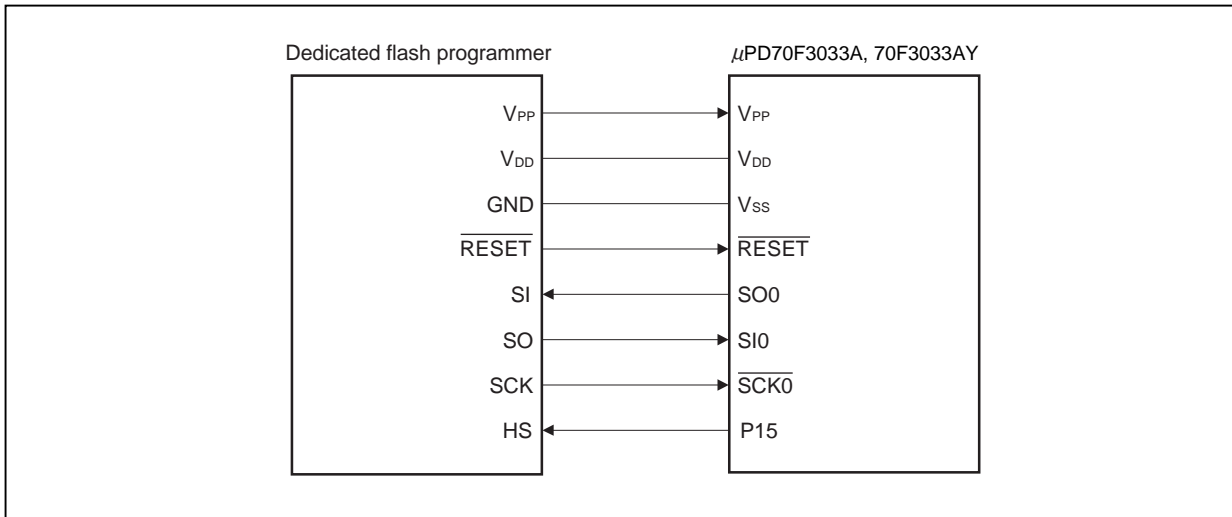 Dedicated flash programmer
μPD70F3033A, 70F3033AY
VPP
VPP
VDD
VDD
GND
VSS
RESET
RESET
SI
SO0
SO
SI0
SCK
SCK0
HS
P15